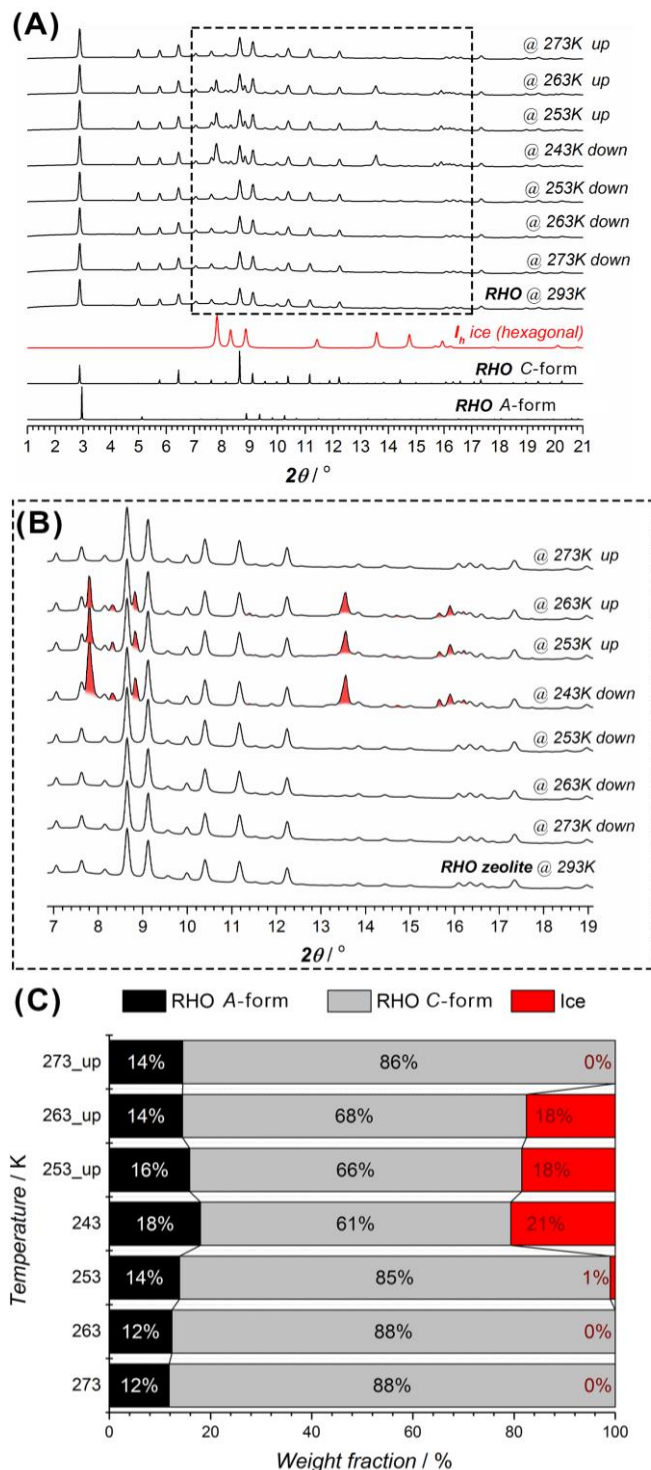 (A)
@ 273K up
@ 263K up
@ 253K up
@ 243K down
@ 253K down
@ 263K down
@ 273K down
RHO @ 293K
Ih ice (hexagonal)
RHO C-form
RHO A-form
1 2 3 4 5 6 7 8 9 10 11 12 13 14 15 16 17 18 19 20 21
2θ / °
(B)
@ 273K up
@ 263K up
@ 253K up
@ 243K down
@ 253K down
@ 263K down
@ 273K down
RHO zeolite @ 293K
7 8 9 10 11 12 13 14 15 16 17 18 19
2θ / °
(C)
RHO A-form RHO C-form Ice
273_up 14% 86% 0%
263_up 14% 68% 18%
253_up 16% 66% 18%
243 18% 61% 21%
253 14% 85% 1%
263 12% 88% 0%
273 12% 88% 0%
Temperature / K
0 20 40 60 80 100
Weight fraction / %